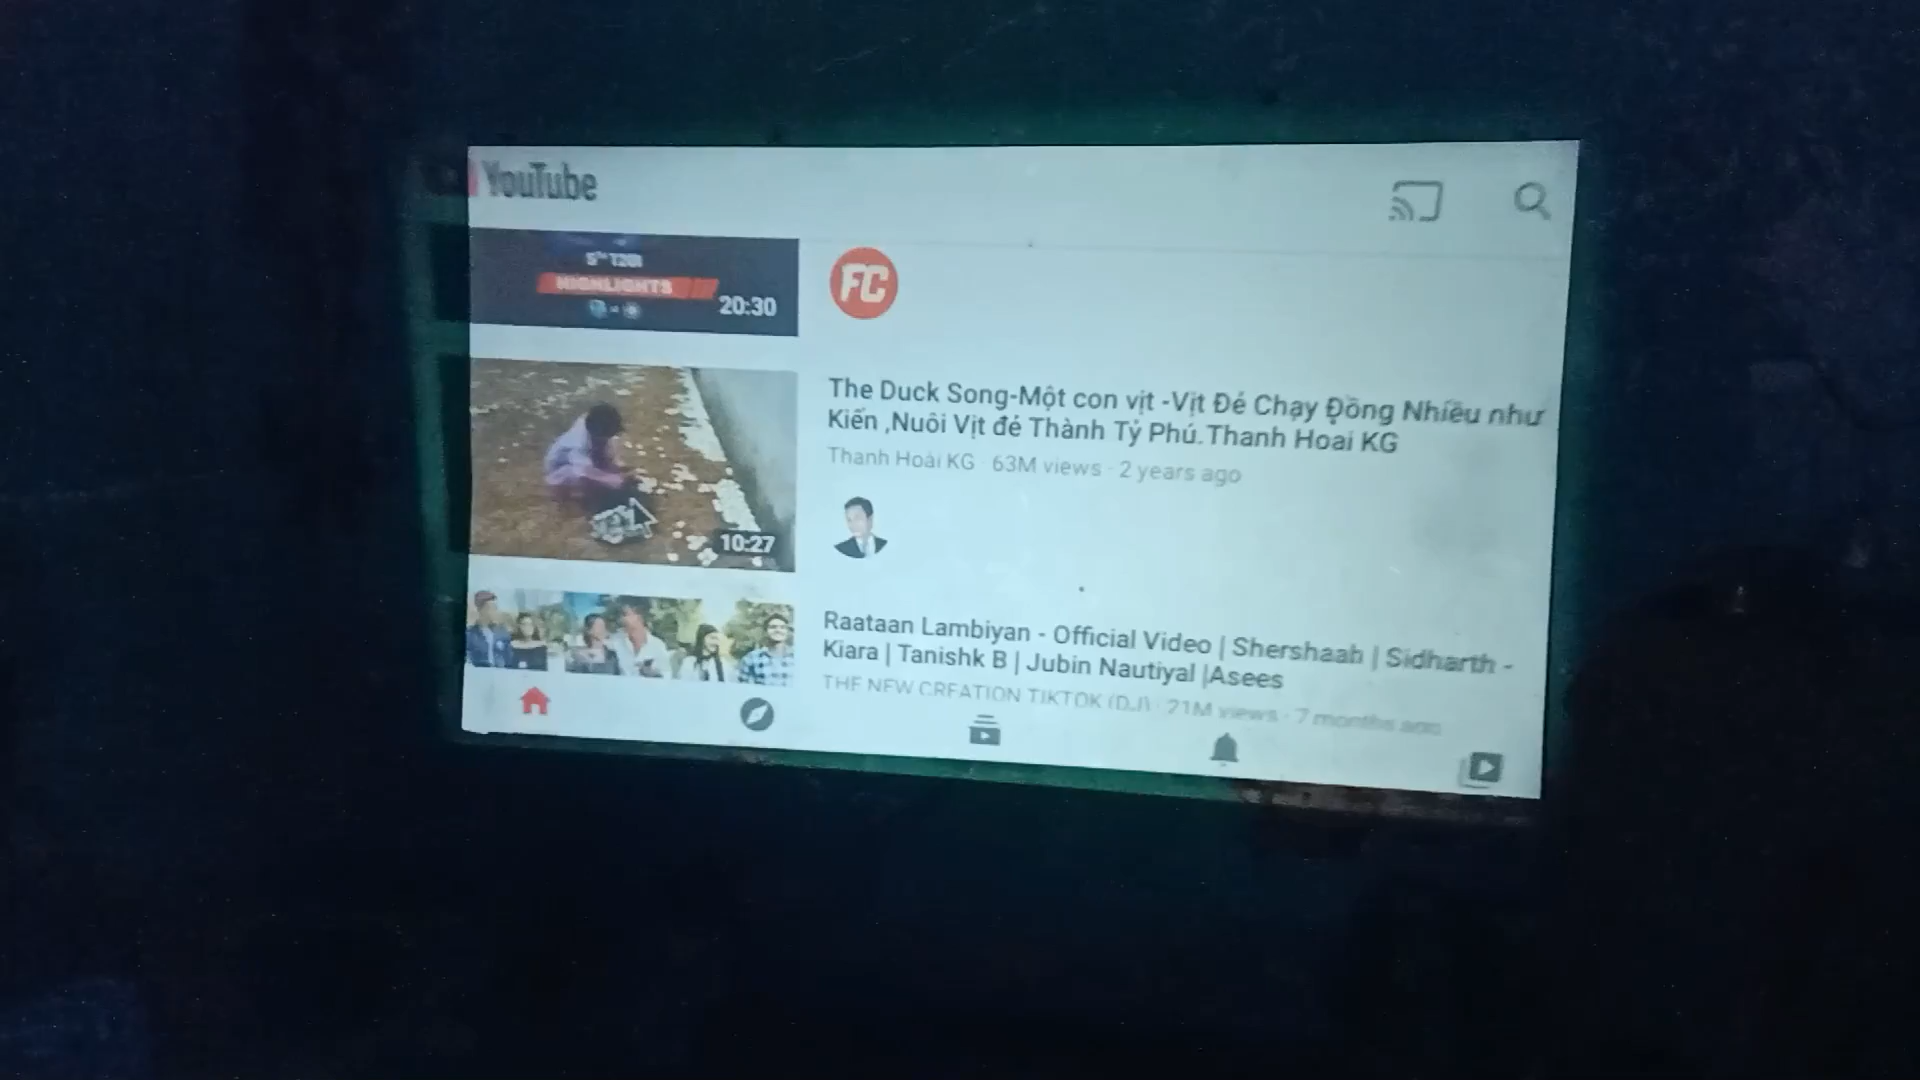 YouTube
5th T20I
HIGHLIGHTS
20:30
FC
The Duck Song-Một con vịt -Vịt Đẻ Chạy Đồng Nhiều như
Kiến ,Nuôi Vịt đẻ Thành Tỷ Phú.Thanh Hoai KG
Thanh Hoài KG · 63M views · 2 years ago
10:27
Raataan Lambiyan - Official Video | Shershaah | Sidharth -
Kiara | Tanishk B | Jubin Nautiyal |Asees
THE NEW CREATION TIKTOK (DJ) · 21M views · 7 months ago